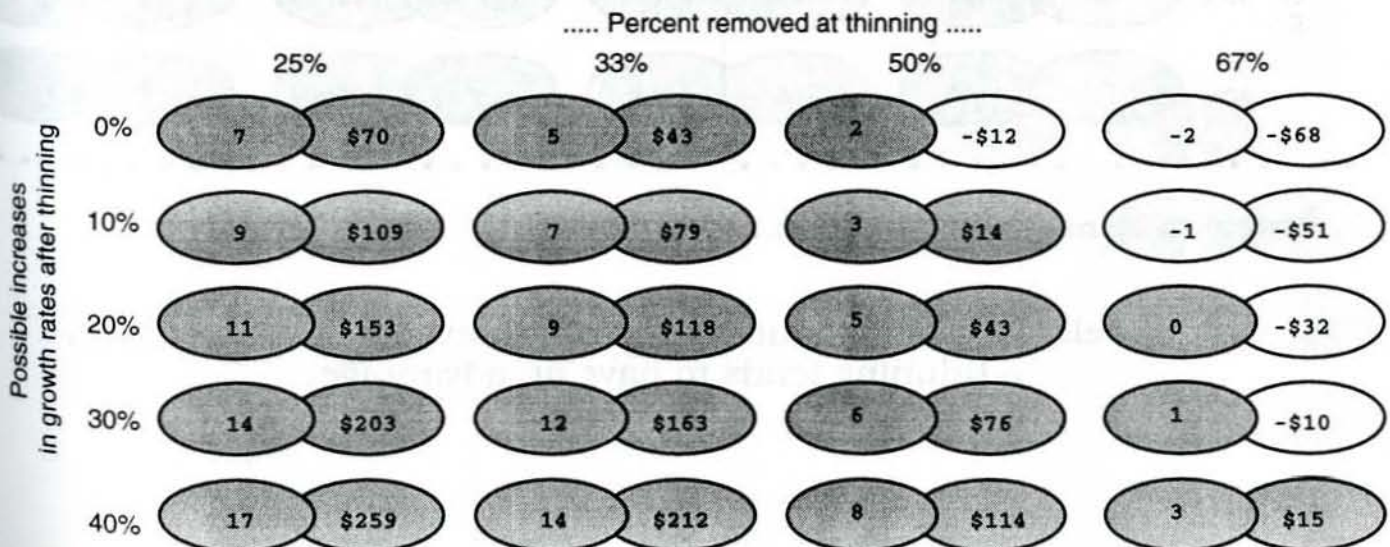 ..... Percent removed at thinning .....
25% 33% 50% 67%
Possible increases
in growth rates after thinning
0% 7 $70 5 $43 2 -$12 -2 -$68
10% 9 $109 7 $79 3 $14 -1 -$51
20% 11 $153 9 $118 5 $43 0 -$32
30% 14 $203 12 $163 6 $76 1 -$10
40% 17 $259 14 $212 8 $114 3 $15